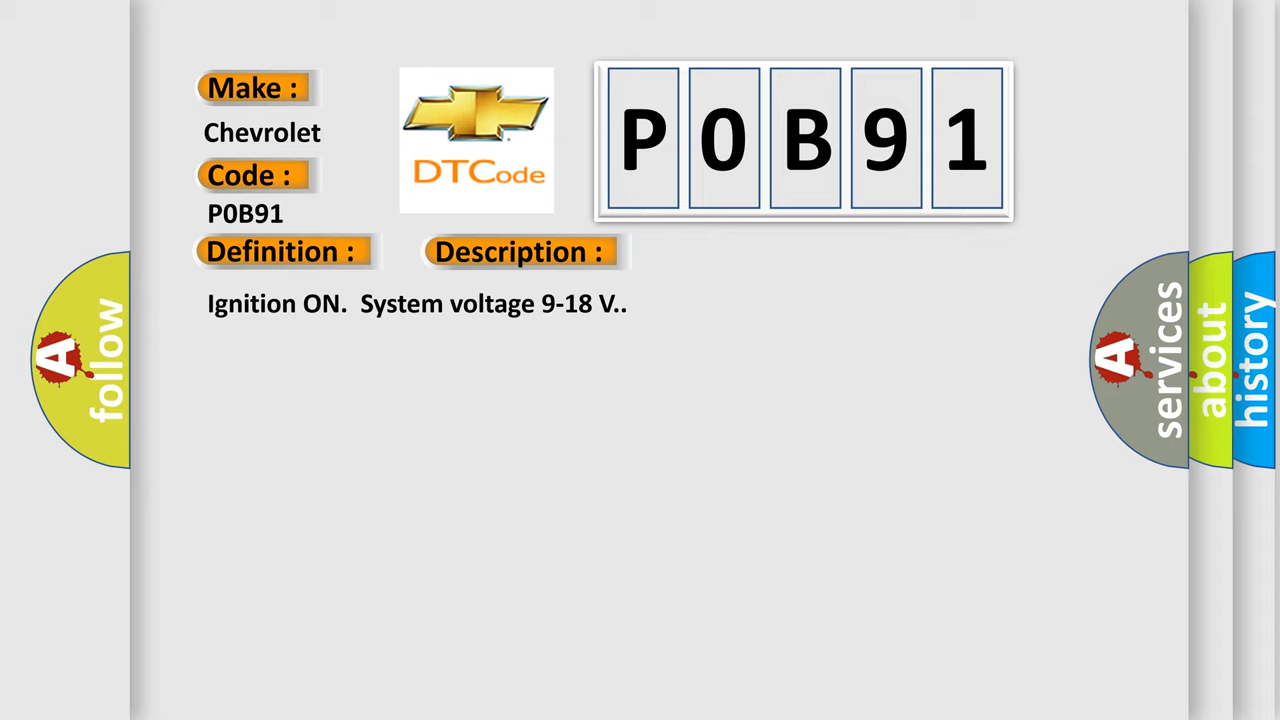 Make :
Chevrolet
DTCode
P0B91
Code :
P0B91
Definition :
Description :
Ignition ON. System voltage 9-18 V..
A follow
A services
about
history